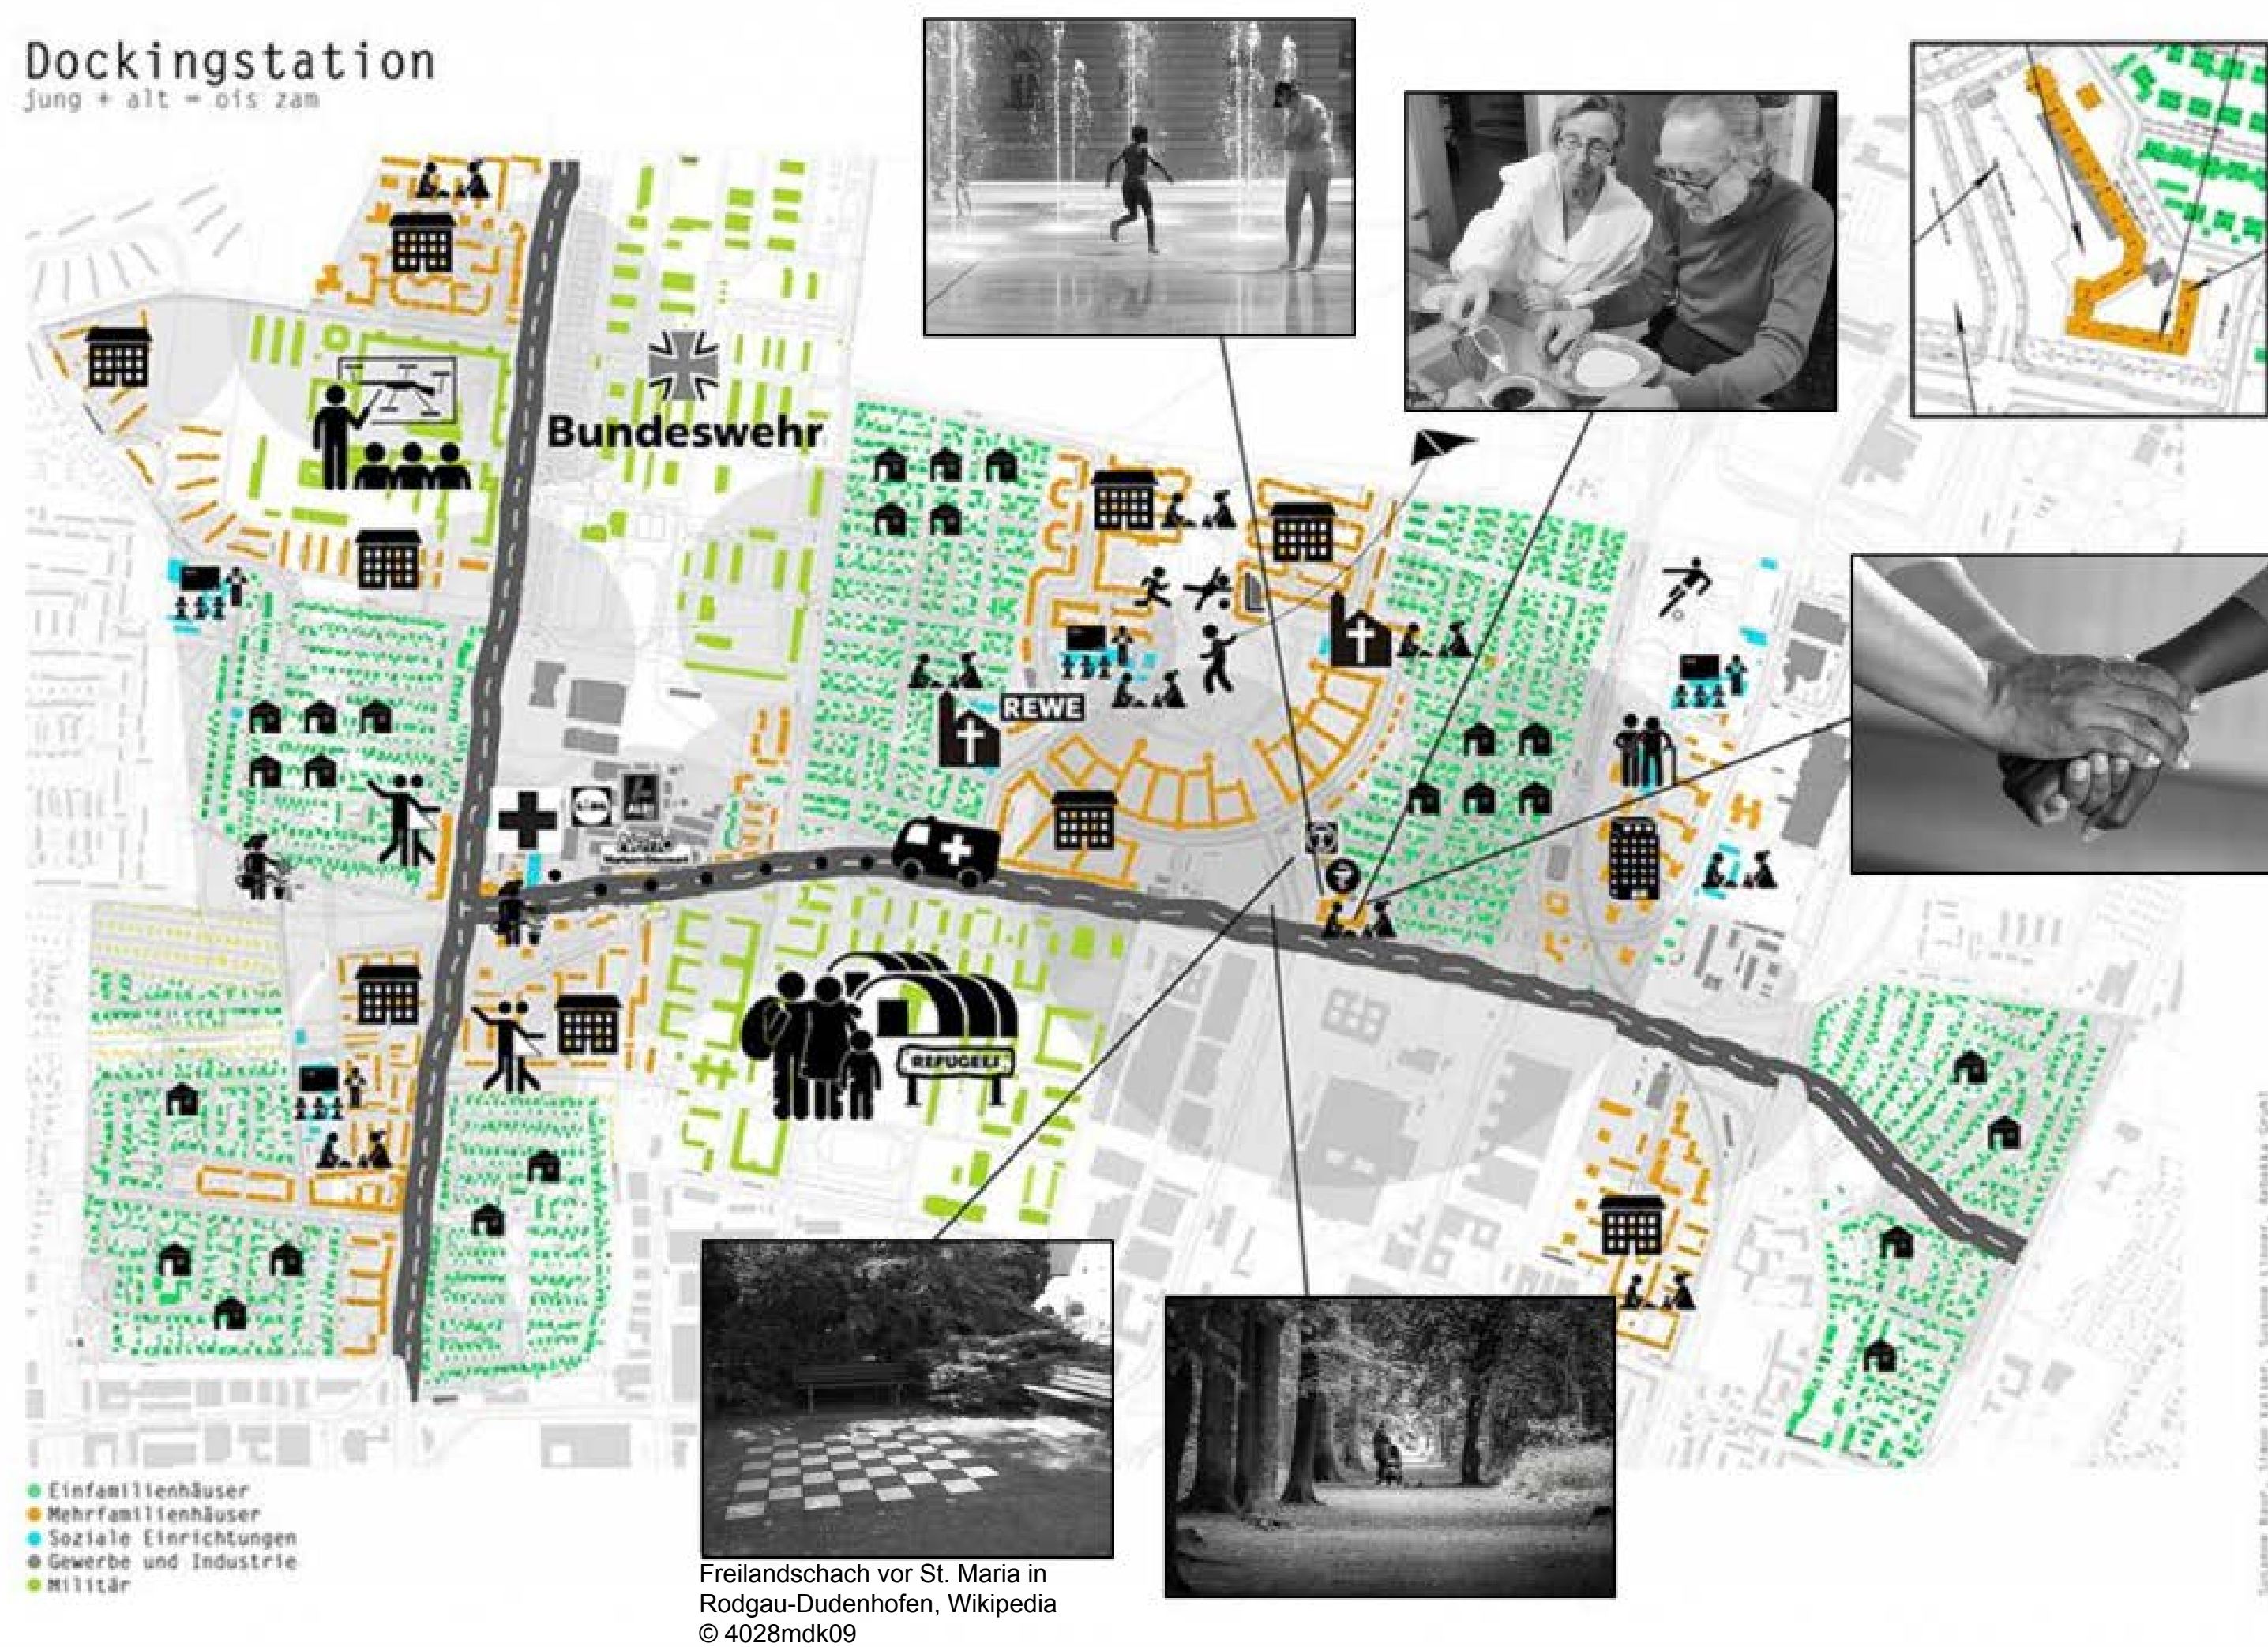 Dockingstation
jung + alt = ois zam
Bundeswehr
REWE
REFUGEES
Einfamilienhäuser
Mehrfamilienhäuser
Soziale Einrichtungen
Gewerbe und Industrie
Militär
Freilandschach vor St. Maria in
Rodgau-Dudenhofen, Wikipedia
© 4028mdk09